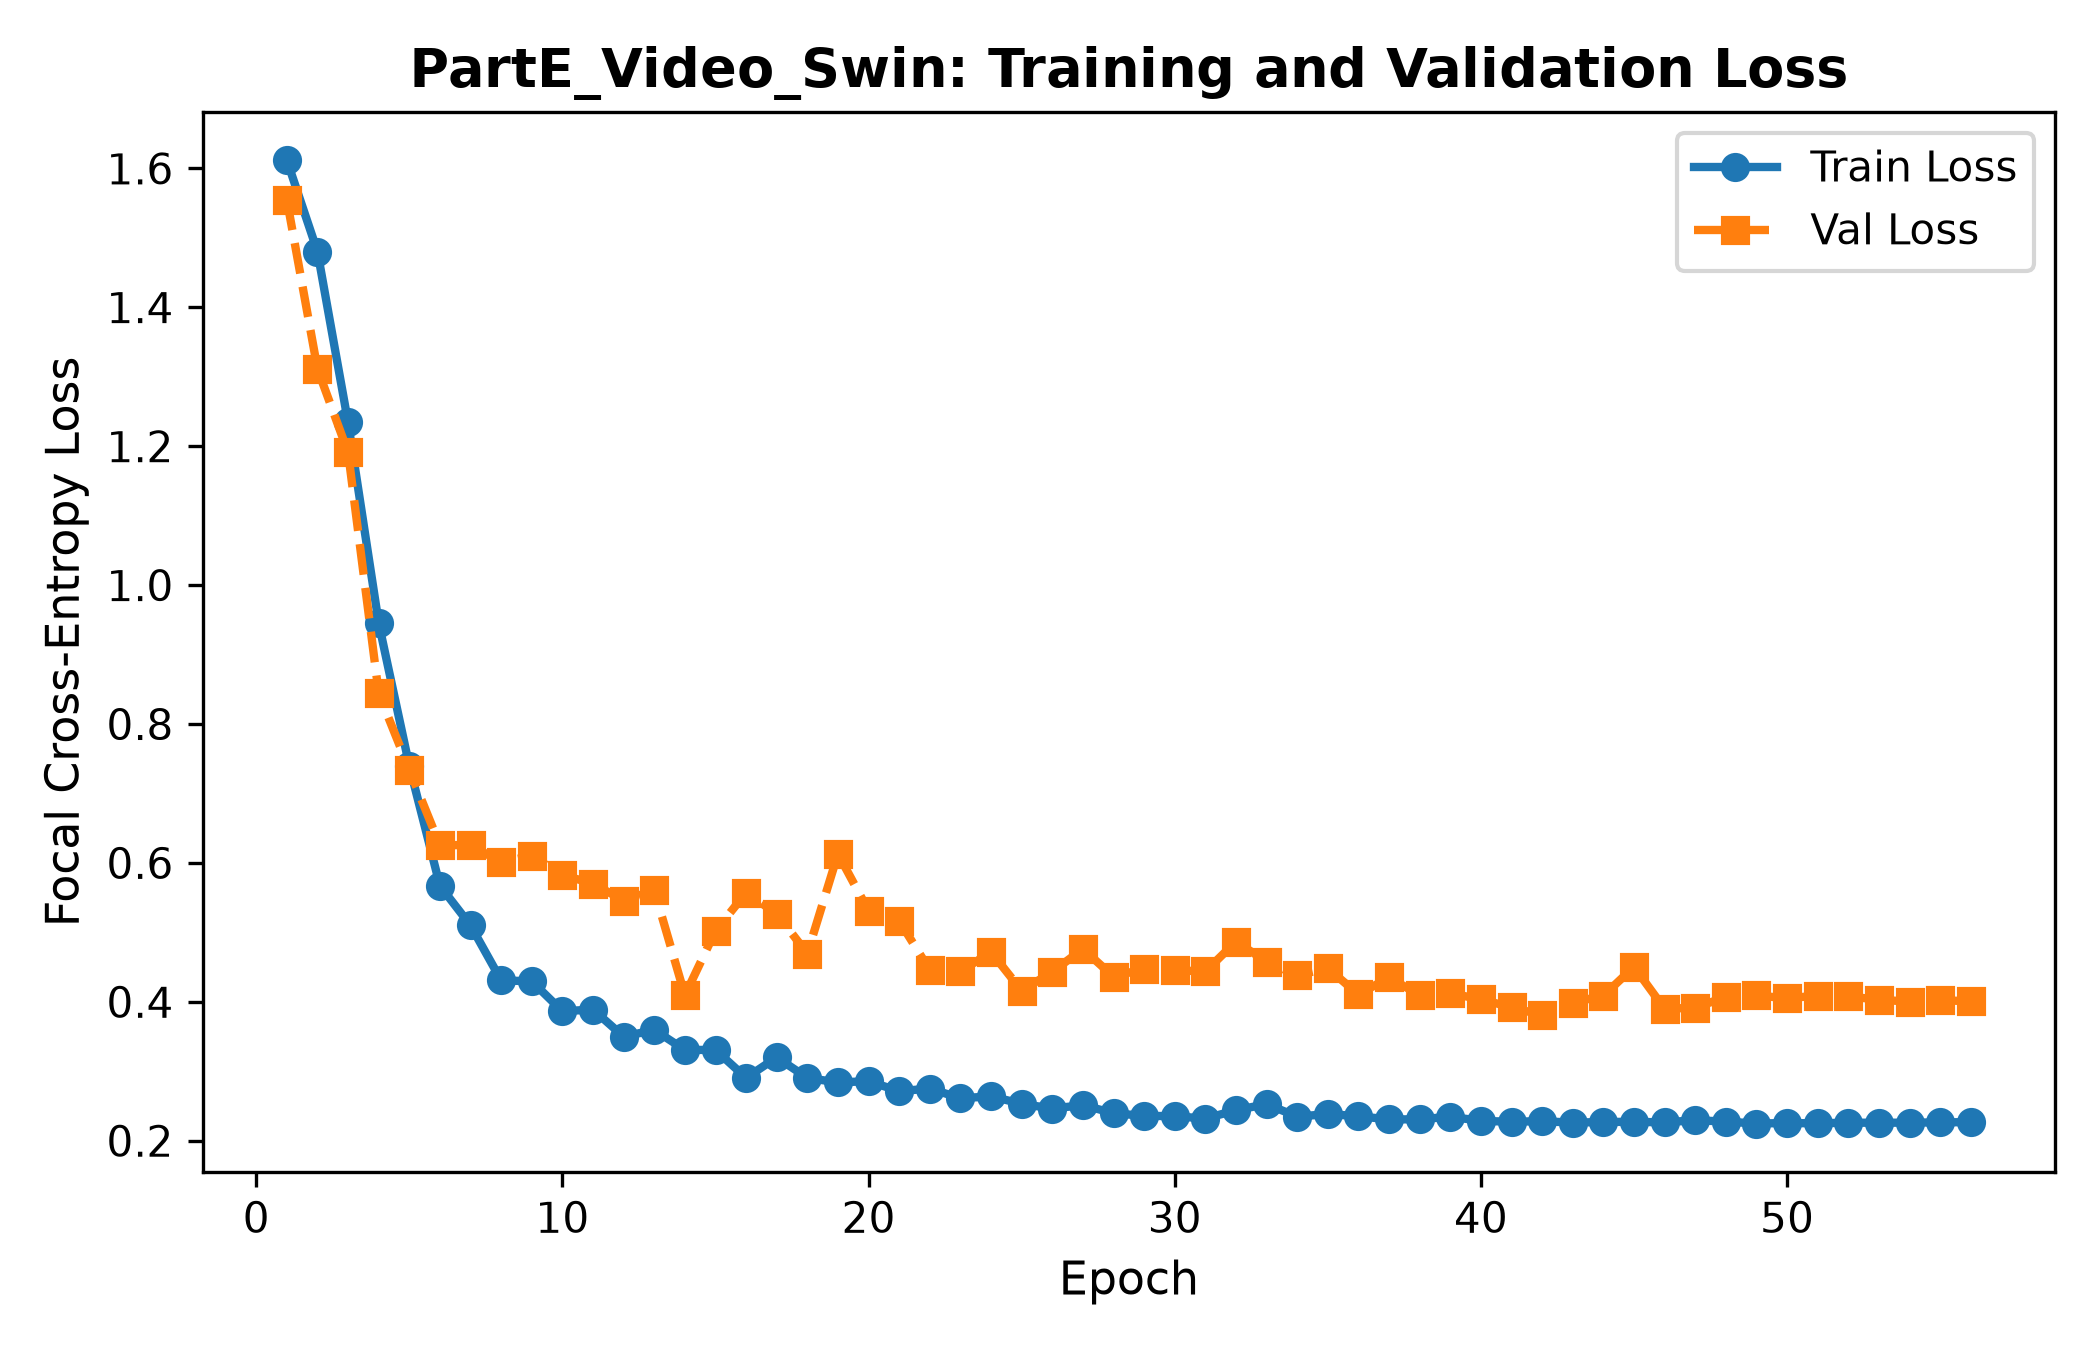 PartE_Video_Swin: Training and Validation Loss
Train Loss
Val Loss
Focal Cross-Entropy Loss
1.6
1.4
1.2
1.0
0.8
0.6
0.4
0.2
0 10 20 30 40 50
Epoch